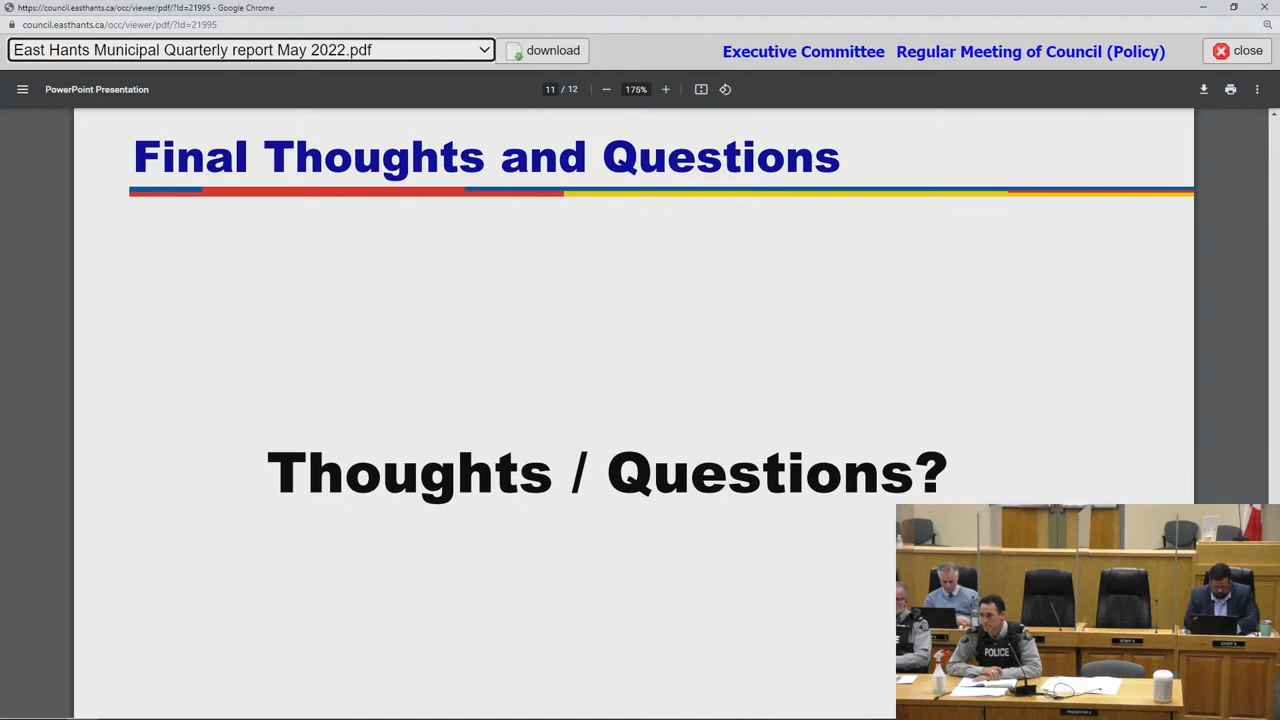 https://council.easthants.ca/occ/viewer/pdf/?Id=21995 - Google Chrome
council.easthants.ca/occ/viewer/pdf/?Id=21995
East Hants Municipal Quarterly report May 2022.pdf
download
Executive Committee Regular Meeting of Council (Policy)
close
PowerPoint Presentation
11 / 12
175%
Final Thoughts and Questions
Thoughts / Questions?
POLICE